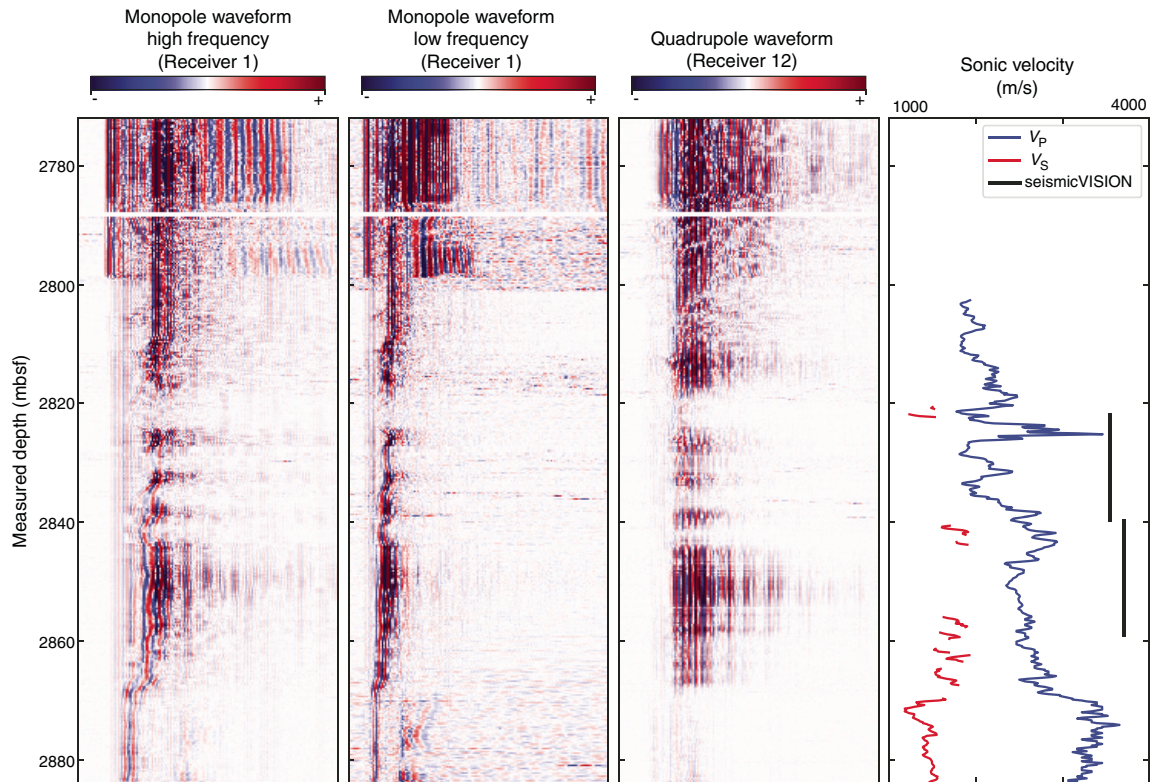 Monopole waveform
high frequency
(Receiver 1)
- +
Monopole waveform
low frequency
(Receiver 1)
- +
Quadrupole waveform
(Receiver 12)
- +
Sonic velocity
(m/s)
1000 4000
VP
VS
seismicVISION
Measured depth (mbsf)
2780
2800
2820
2840
2860
2880